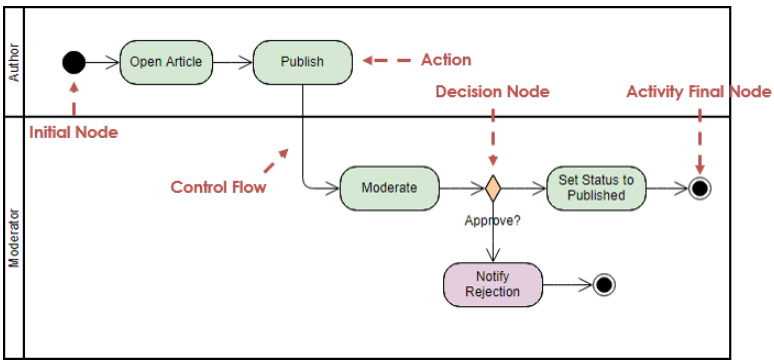 Author
Open Article
Publish
Action
Decision Node
Activity Final Node
Initial Node
Control Flow
Moderator
Moderate
Set Status to
Published
Approve?
Notify
Rejection